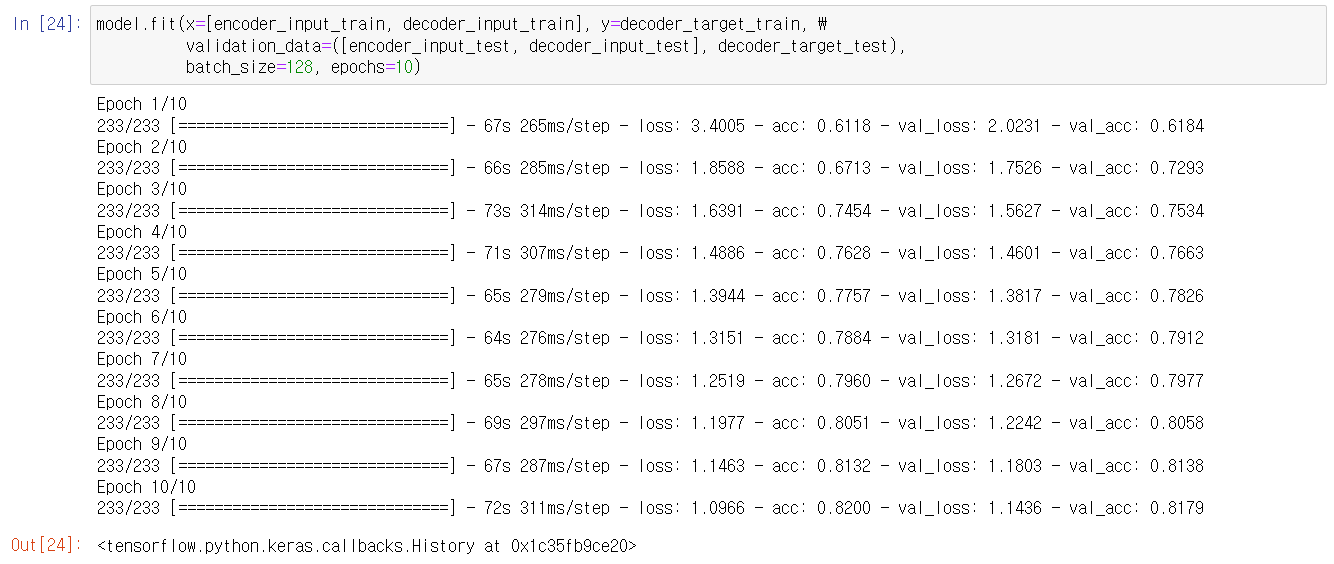 In [24]: model.fit(x=[encoder_input_train, decoder_input_train], y=decoder_target_train, ₩
validation_data=([encoder_input_test, decoder_input_test], decoder_target_test),
batch_size=128, epochs=10)
Epoch 1/10
233/233 [==============================] - 67s 265ms/step - loss: 3.4005 - acc: 0.6118 - val_loss: 2.0231 - val_acc: 0.6184
Epoch 2/10
233/233 [==============================] - 66s 285ms/step - loss: 1.8588 - acc: 0.6713 - val_loss: 1.7526 - val_acc: 0.7293
Epoch 3/10
233/233 [==============================] - 73s 314ms/step - loss: 1.6391 - acc: 0.7454 - val_loss: 1.5627 - val_acc: 0.7534
Epoch 4/10
233/233 [==============================] - 71s 307ms/step - loss: 1.4886 - acc: 0.7628 - val_loss: 1.4601 - val_acc: 0.7663
Epoch 5/10
233/233 [==============================] - 65s 279ms/step - loss: 1.3944 - acc: 0.7757 - val_loss: 1.3817 - val_acc: 0.7826
Epoch 6/10
233/233 [==============================] - 64s 276ms/step - loss: 1.3151 - acc: 0.7884 - val_loss: 1.3181 - val_acc: 0.7912
Epoch 7/10
233/233 [==============================] - 65s 278ms/step - loss: 1.2519 - acc: 0.7960 - val_loss: 1.2672 - val_acc: 0.7977
Epoch 8/10
233/233 [==============================] - 69s 297ms/step - loss: 1.1977 - acc: 0.8051 - val_loss: 1.2242 - val_acc: 0.8058
Epoch 9/10
233/233 [==============================] - 67s 287ms/step - loss: 1.1463 - acc: 0.8132 - val_loss: 1.1803 - val_acc: 0.8138
Epoch 10/10
233/233 [==============================] - 72s 311ms/step - loss: 1.0966 - acc: 0.8200 - val_loss: 1.1436 - val_acc: 0.8179
Out[24]: <tensorflow.python.keras.callbacks.History at 0x1c35fb9ce20>